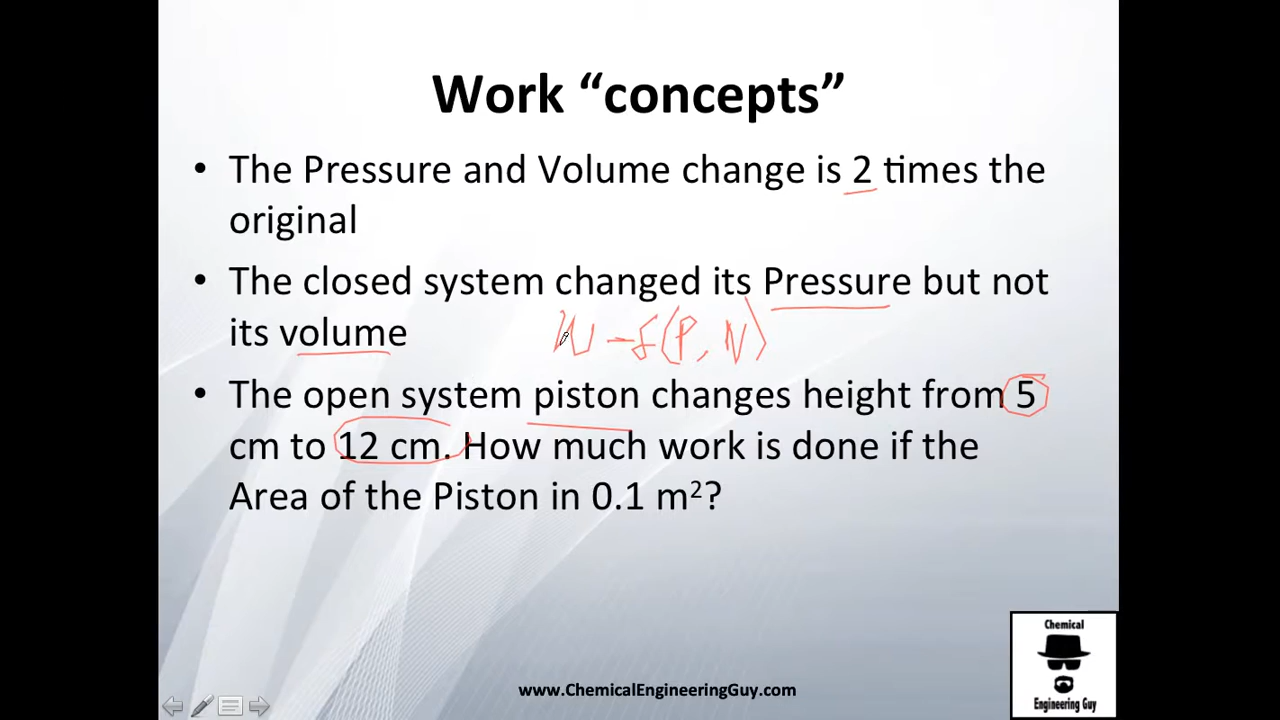 Work “concepts”
• The Pressure and Volume change is 2 times the
original
• The closed system changed its Pressure but not
its volume
W = f(P, V)
• The open system piston changes height from 5
cm to 12 cm. How much work is done if the
Area of the Piston in 0.1 m²?
Chemical
Engineering Guy
www.ChemicalEngineeringGuy.com